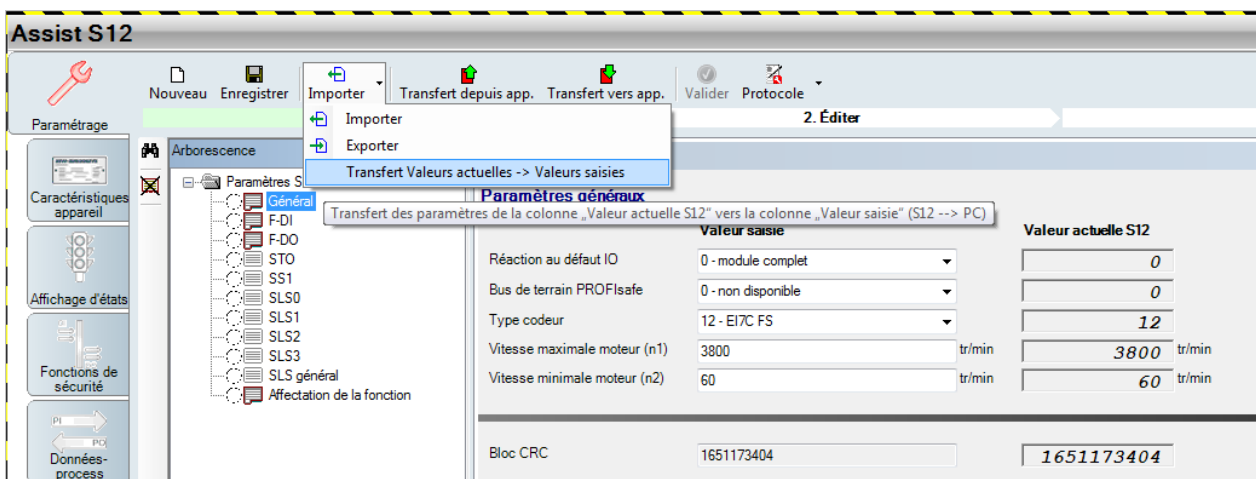 Assist S12
Nouveau Enregistrer Importer Transfert depuis app. Transfert vers app. Valider Protocole
Paramétrage
2. Éditer
Importer
Exporter
Transfert Valeurs actuelles -> Valeurs saisies
Transfert des paramètres de la colonne „Valeur actuelle S12" vers la colonne „Valeur saisie" (S12 --> PC)
Caractéristiques
appareil
Affichage d'états
Fonctions de
sécurité
PI
PO
Données-
process
Arborescence
Paramètres S
Général
F-DI
F-DO
STO
SS1
SLS0
SLS1
SLS2
SLS3
SLS général
Affectation de la fonction
Paramètres généraux
Valeur saisie Valeur actuelle S12
Réaction au défaut IO 0 - module complet 0
Bus de terrain PROFIsafe 0 - non disponible 0
Type codeur 12 - EI7C FS 12
Vitesse maximale moteur (n1) 3800 tr/min 3800 tr/min
Vitesse minimale moteur (n2) 60 tr/min 60 tr/min
Bloc CRC 1651173404 1651173404